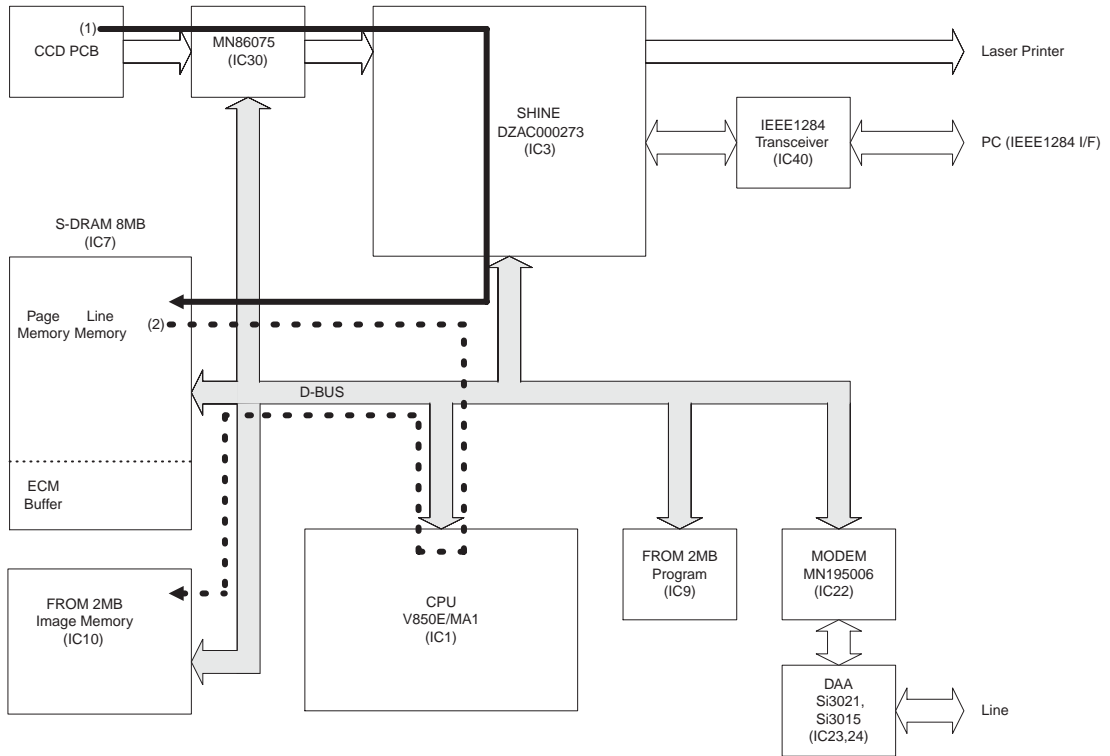 (1)
CCD PCB
MN86075
(IC30)
SHINE
DZAC000273
(IC3)
Laser Printer
IEEE1284
Transceiver
(IC40)
PC (IEEE1284 I/F)
S-DRAM 8MB
(IC7)
Page
Memory
Line
Memory
(2)
D-BUS
ECM
Buffer
FROM 2MB
Image Memory
(IC10)
CPU
V850E/MA1
(IC1)
FROM 2MB
Program
(IC9)
MODEM
MN195006
(IC22)
DAA
Si3021,
Si3015
(IC23,24)
Line